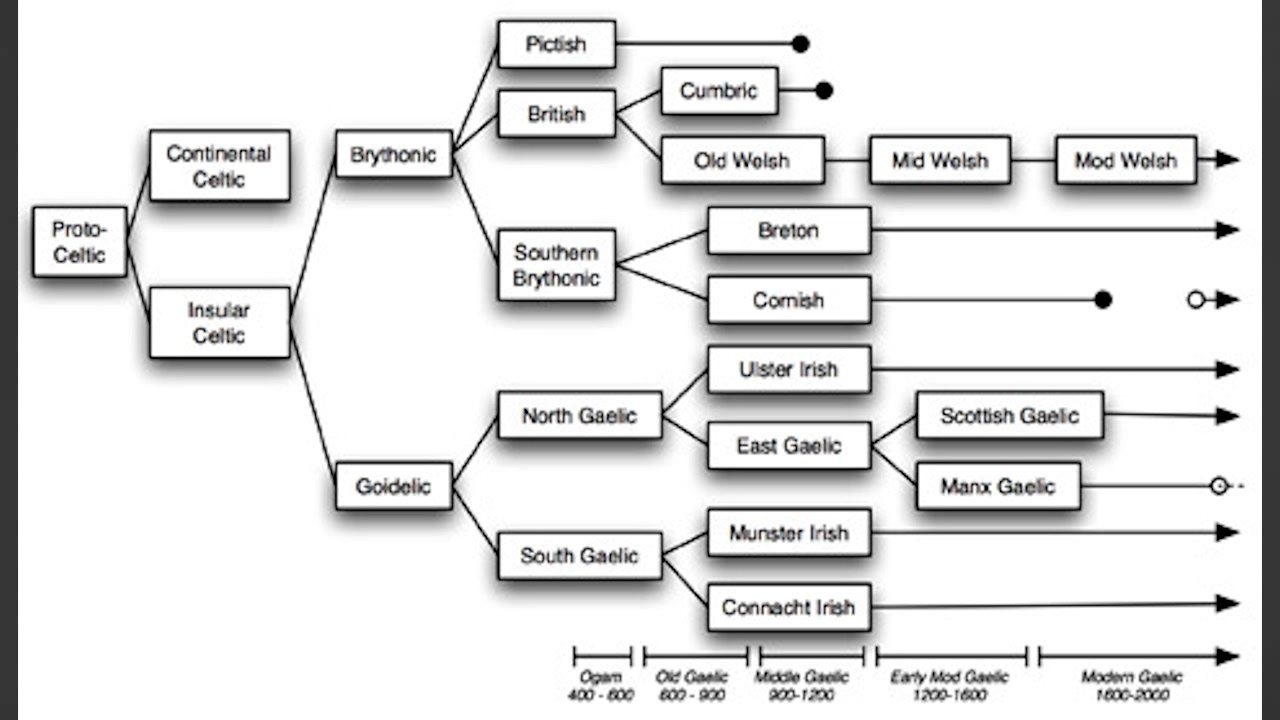 Pictish
Cumbric
British
Continental
Celtic
Brythonic
Old Welsh
Mid Welsh
Mod Welsh
Proto-
Celtic
Breton
Southern
Brythonic
Insular
Celtic
Cornish
Ulster Irish
North Gaelic
Scottish Gaelic
East Gaelic
Goidelic
Manx Gaelic
Munster Irish
South Gaelic
Connacht Irish
Ogam
400 - 600
Old Gaelic
600 - 900
Middle Gaelic
900-1200
Early Mod Gaelic
1200-1600
Modern Gaelic
1600-2000